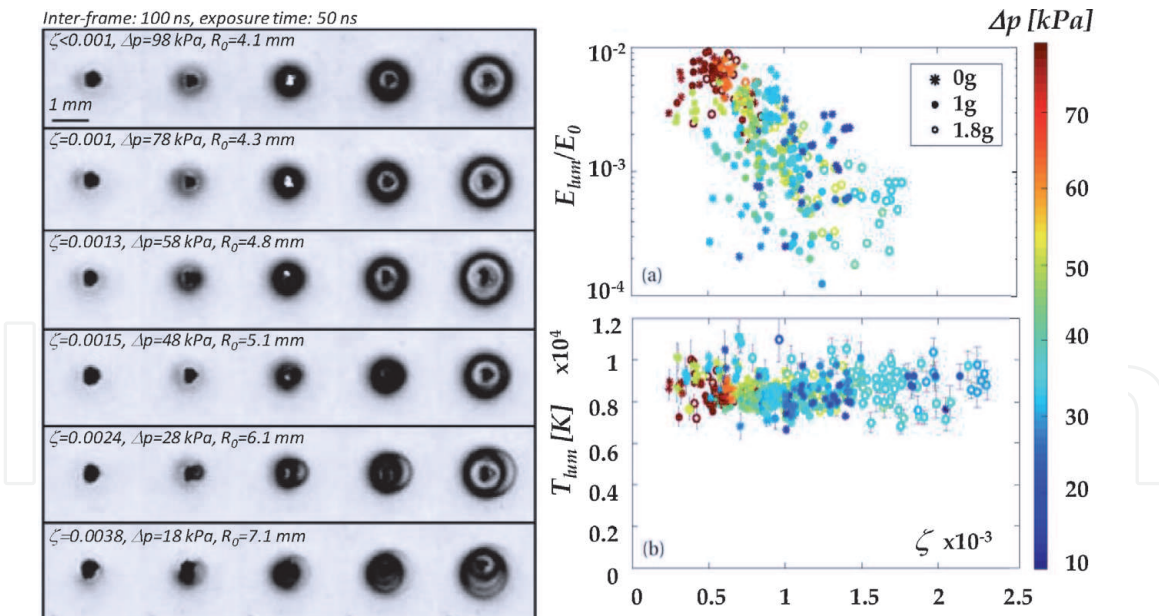 Inter-frame: 100 ns, exposure time: 50 ns
ζ<0.001, Δp=98 kPa, R₀=4.1 mm
1 mm
ζ=0.001, Δp=78 kPa, R₀=4.3 mm
ζ=0.0013, Δp=58 kPa, R₀=4.8 mm
ζ=0.0015, Δp=48 kPa, R₀=5.1 mm
ζ=0.0024, Δp=28 kPa, R₀=6.1 mm
ζ=0.0038, Δp=18 kPa, R₀=7.1 mm
E_lum/E₀
10⁻²
10⁻³
10⁻⁴
0g
1g
1.8g
(a)
T_lum [K] x10⁴
1.2
1
0.8
0.6
0.4
0.2
0
(b)
ζ x10⁻³
0 0.5 1 1.5 2 2.5
Δp [kPa]
70
60
50
40
30
20
10